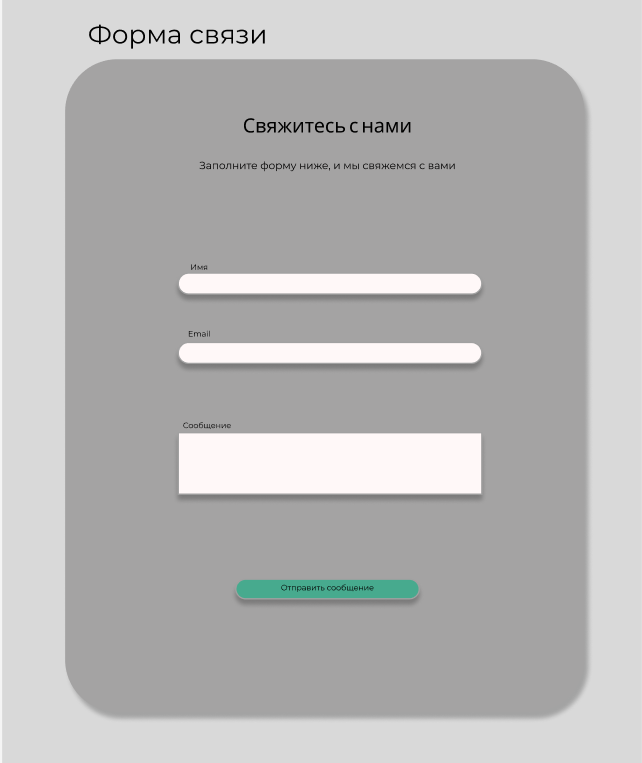 Форма связи
Свяжитесь с нами
Заполните форму ниже, и мы свяжемся с вами
Имя
Email
Сообщение
Отправить сообщение